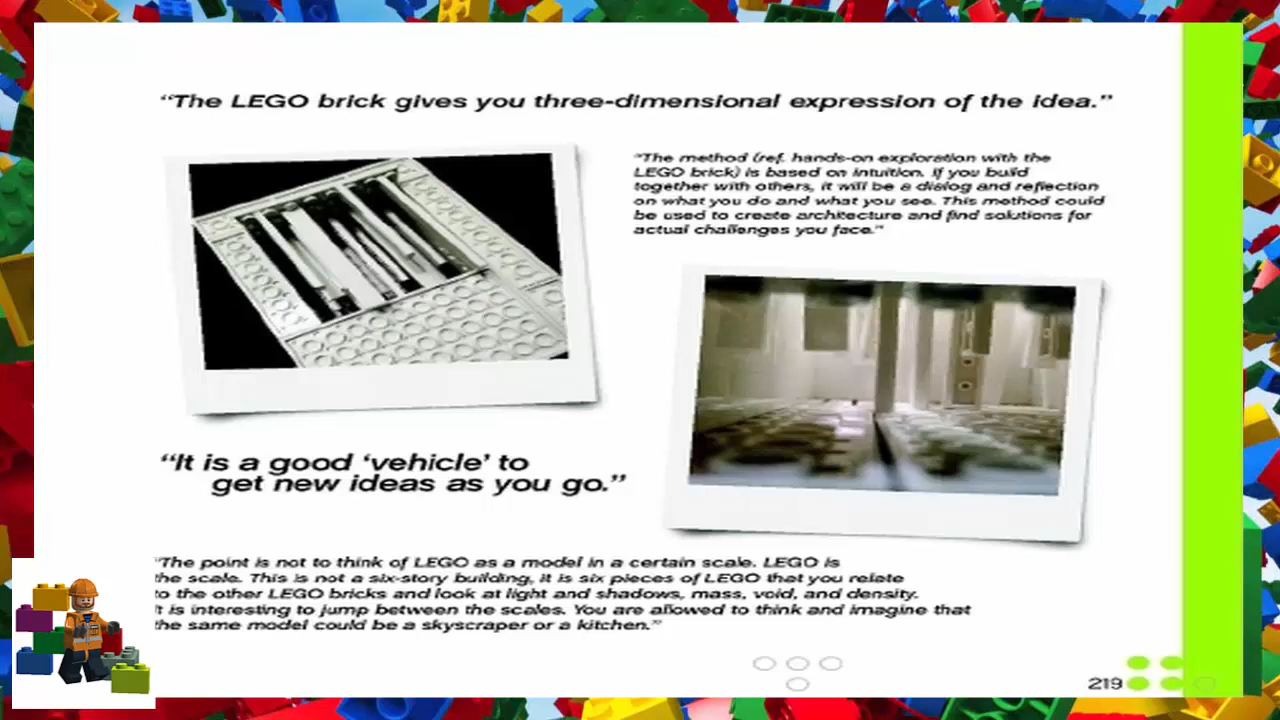 “The LEGO brick gives you three-dimensional expression of the idea.”
“The method (ref. hands-on exploration with the
LEGO brick) is based on intuition. If you build
together with others, it will be a dialog and reflection
on what you do and what you see. This method could
be used to create architecture and find solutions for
actual challenges you face.”
“It is a good ‘vehicle’ to
get new ideas as you go.”
“The point is not to think of LEGO as a model in a certain scale. LEGO is
the scale. This is not a six-story building, it is six pieces of LEGO that you relate
to the other LEGO bricks and look at light and shadows, mass, void, and density.
It is interesting to jump between the scales. You are allowed to think and imagine that
the same model could be a skyscraper or a kitchen.”
219